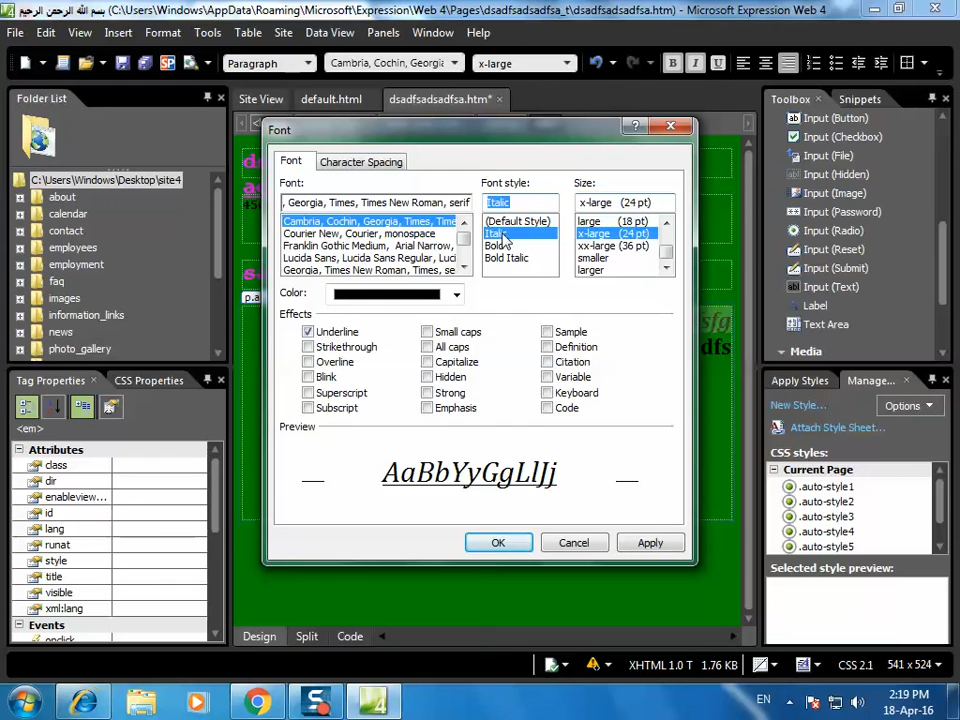 بسم الله الرحمن الرحيم (C:\Users\Windows\AppData\Roaming\Microsoft\Expression\Web 4\Pages\dsadfsadsadfsa_t\dsadfsadsadfsa.htm) - Microsoft Expression Web 4
File Edit View Insert Format Tools Table Site Data View Panels Window Help
Paragraph Cambria, Cochin, Georgia x-large B I U
Folder List
Site View default.html dsadfsadsadfsa.htm*
Toolbox Snippets
C:\Users\Windows\Desktop\site4
about
calendar
contact
employees
faq
images
information_links
news
photo_gallery
Font
Font Character Spacing
Font: Font style: Size:
, Georgia, Times, Times New Roman, serif Italic x-large (24 pt)
Cambria, Cochin, Georgia, Times, Time (Default Style) large (18 pt)
Courier New, Courier, monospace Italic x-large (24 pt)
Franklin Gothic Medium, Arial Narrow, Bold xx-large (36 pt)
Lucida Sans, Lucida Sans Regular, Luci Bold Italic smaller
Georgia, Times New Roman, Times, se larger
Color:
Effects
Underline Small caps Sample
Strikethrough All caps Definition
Overline Capitalize Citation
Blink Hidden Variable
Superscript Strong Keyboard
Subscript Emphasis Code
Preview
AaBbYyGgLlJj
OK Cancel Apply
p.a
sfg
dfs
Input (Button)
Input (Checkbox)
Input (File)
Input (Hidden)
Input (Image)
Input (Radio)
Input (Reset)
Input (Submit)
Input (Text)
Label
Text Area
Media
Tag Properties CSS Properties
<em>
Attributes
class
dir
enableview...
id
lang
runat
style
title
visible
xml:lang
Events
onclick
Apply Styles Manage...
New Style... Options
Attach Style Sheet...
CSS styles:
Current Page
.auto-style1
.auto-style2
.auto-style3
.auto-style4
.auto-style5
Selected style preview:
Design Split Code
XHTML 1.0 T 1.76 KB CSS 2.1 541 x 524
EN 2:19 PM
18-Apr-16